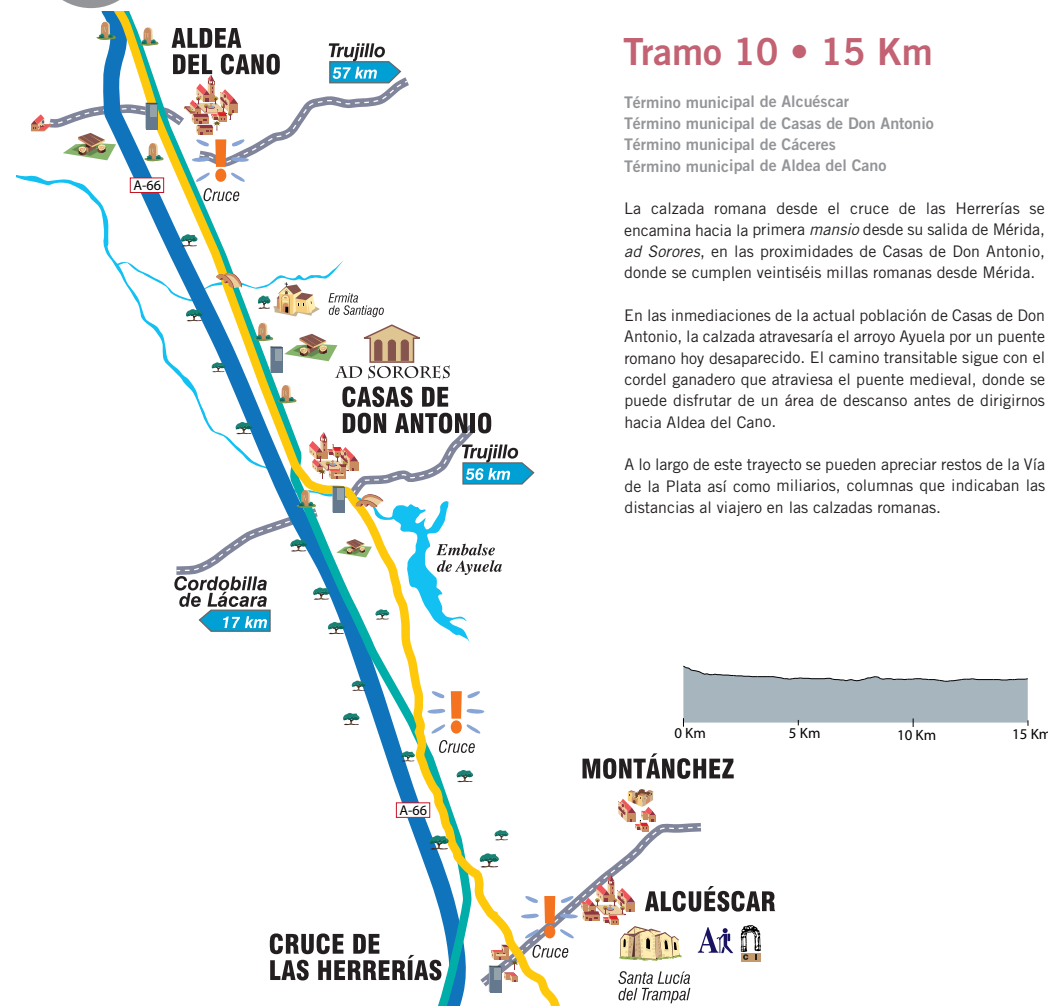 ALDEA
DEL CANO
Trujillo
57 km
A-66
Cruce
Ermita
de Santiago
AD SORORES
CASAS DE
DON ANTONIO
Trujillo
56 km
Embalse
de Ayuela
Cordobilla
de Lácara
17 km
Cruce
A-66
MONTÁNCHEZ
ALCUÉSCAR
Cruce
CRUCE DE
LAS HERRERÍAS
Santa Lucía
del Trampal
A
C I
Tramo 10 • 15 Km
Término municipal de Alcuéscar
Término municipal de Casas de Don Antonio
Término municipal de Cáceres
Término municipal de Aldea del Cano
La calzada romana desde el cruce de las Herrerías se
encamina hacia la primera mansio desde su salida de Mérida,
ad Sorores, en las proximidades de Casas de Don Antonio,
donde se cumplen veintiséis millas romanas desde Mérida.
En las inmediaciones de la actual población de Casas de Don
Antonio, la calzada atravesaría el arroyo Ayuela por un puente
romano hoy desaparecido. El camino transitable sigue con el
cordel ganadero que atraviesa el puente medieval, donde se
puede disfrutar de un área de descanso antes de dirigirnos
hacia Aldea del Cano.
A lo largo de este trayecto se pueden apreciar restos de la Vía
de la Plata así como miliarios, columnas que indicaban las
distancias al viajero en las calzadas romanas.
0 Km 5 Km 10 Km 15 Km